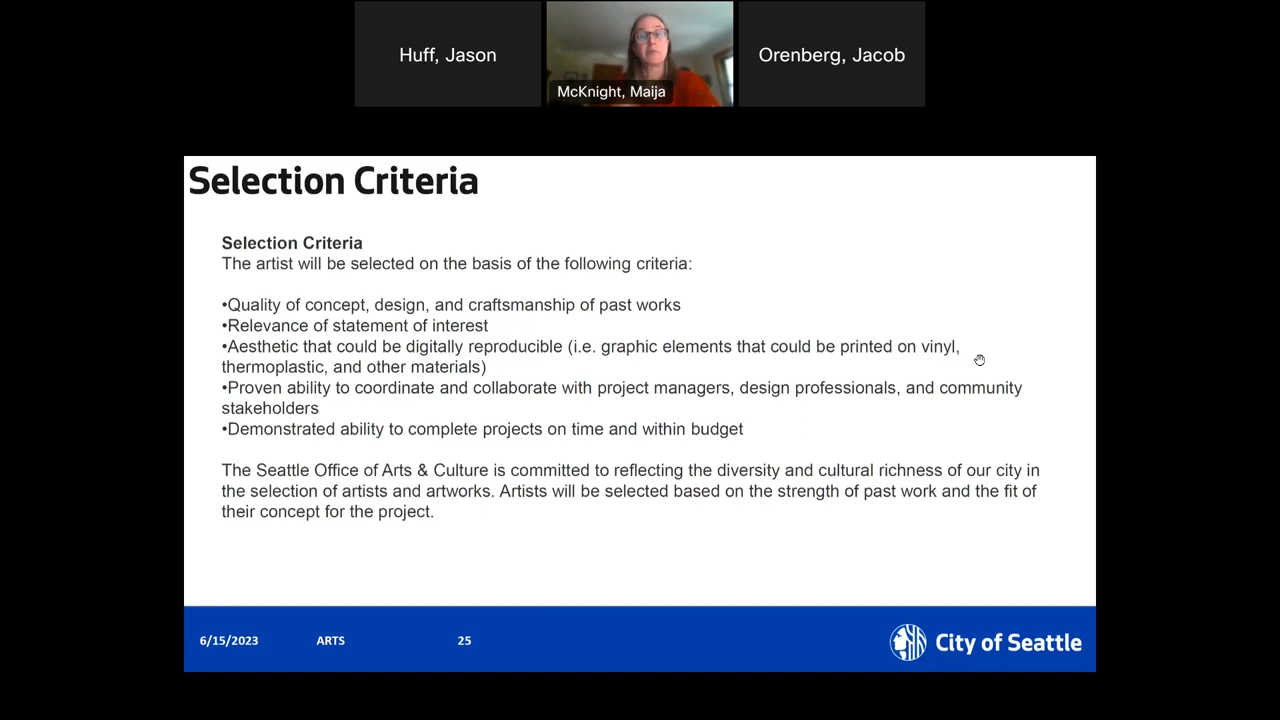 Huff, Jason
McKnight, Maija
Orenberg, Jacob
Selection Criteria
Selection Criteria
The artist will be selected on the basis of the following criteria:
•Quality of concept, design, and craftsmanship of past works
•Relevance of statement of interest
•Aesthetic that could be digitally reproducible (i.e. graphic elements that could be printed on vinyl,
thermoplastic, and other materials)
•Proven ability to coordinate and collaborate with project managers, design professionals, and community
stakeholders
•Demonstrated ability to complete projects on time and within budget
The Seattle Office of Arts & Culture is committed to reflecting the diversity and cultural richness of our city in
the selection of artists and artworks. Artists will be selected based on the strength of past work and the fit of
their concept for the project.
6/15/2023 ARTS 25
City of Seattle